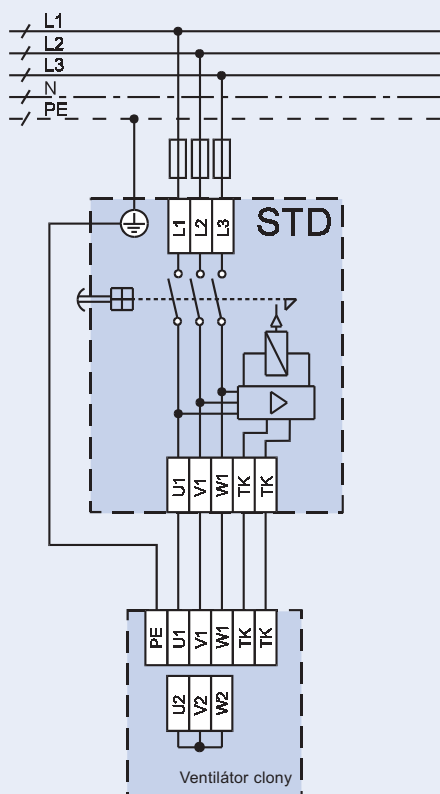 L1
L2
L3
N
PE
L1 L2 L3
STD
U1 V1 W1 TK TK
PE U1 V1 W1 TK TK
U2 V2 W2
Ventilátor clony